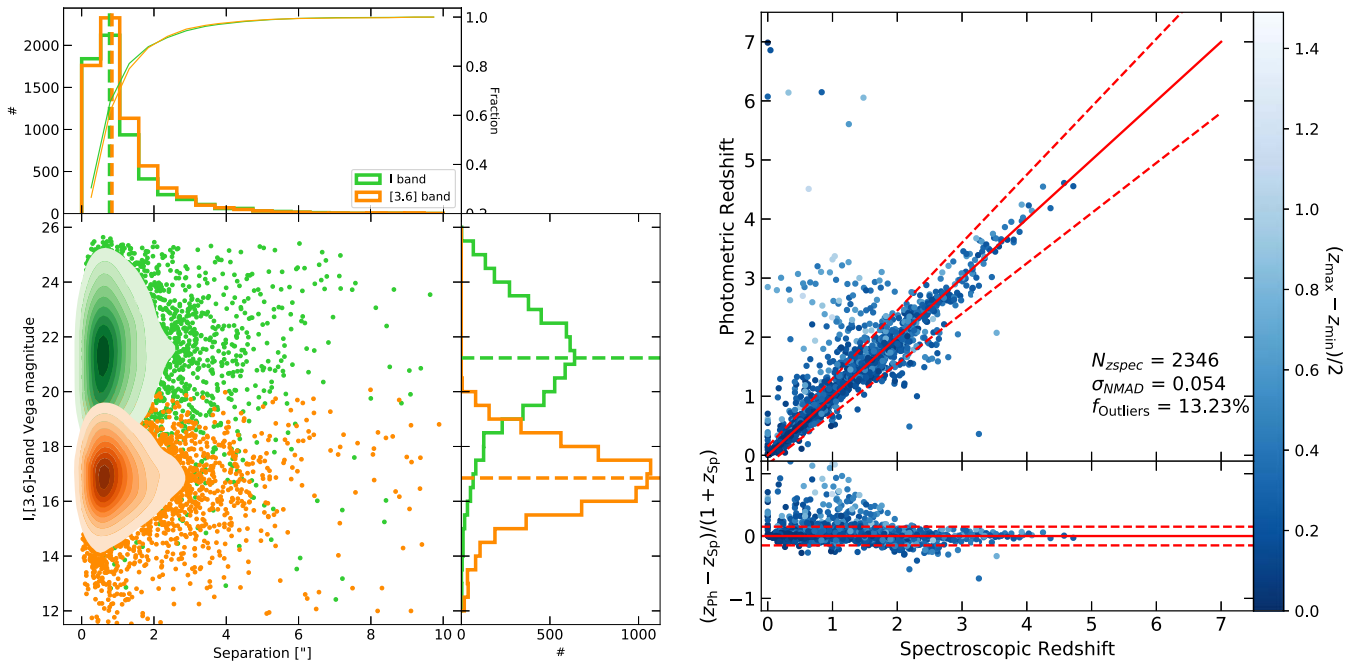 2000
1500
1000
500
0
#
1.0
0.8
0.6
0.4
0.2
Fraction
I band
[3.6] band
26
24
22
20
18
16
14
12
I,[3.6]-band Vega magnitude
0 2 4 6 8 10
Separation ["]
0 500 1000
#
7
6
5
4
3
2
1
0
Photometric Redshift
N_zspec = 2346
σ_NMAD = 0.054
f_Outliers = 13.23%
1
0
−1
(z_Ph − z_Sp)/(1 + z_Sp)
0 1 2 3 4 5 6 7
Spectroscopic Redshift
1.4
1.2
1.0
0.8
0.6
0.4
0.2
0.0
(z_max − z_min)/2